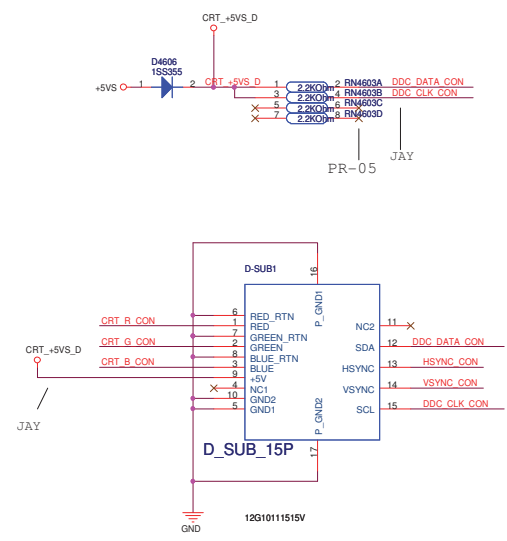 CRT_+5VS_D
D4606
1SS355
+5VS 1 2 CRT_+5VS_D 1 2.2KOhm 2 RN4603A DDC_DATA_CON
3 2.2KOhm 4 RN4603B DDC_CLK_CON
5 2.2KOhm 6 RN4603C
7 2.2KOhm 8 RN4603D
PR-05
JAY
D-SUB1
16
P_GND1
6 RED_RTN
CRT_R_CON 1 RED NC2 11
7 GREEN_RTN
CRT_G_CON 2 GREEN SDA 12 DDC_DATA_CON
8 BLUE_RTN
CRT_B_CON 3 BLUE HSYNC 13 HSYNC_CON
CRT_+5VS_D 9 +5V
4 NC1 VSYNC 14 VSYNC_CON
10 GND2
5 GND1 SCL 15 DDC_CLK_CON
P_GND2
17
JAY
D_SUB_15P
12G10111515V
GND